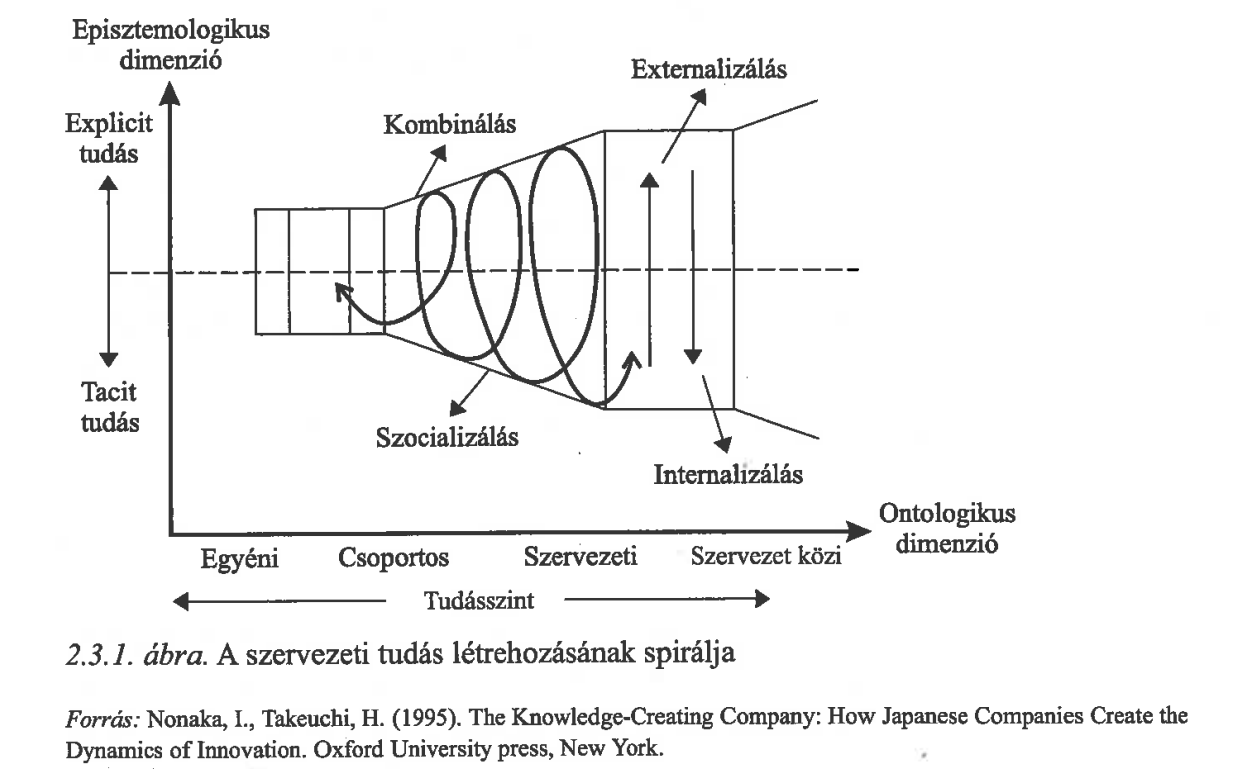 Episztemologikus
dimenzió
Externalizálás
Explicit
tudás
Kombinálás
Tacit
tudás
Szocializálás
Internalizálás
Ontologikus
dimenzió
Egyéni
Csoportos
Szervezeti
Szervezet közi
Tudásszint
2.3.1. ábra. A szervezeti tudás létrehozásának spirálja
Forrás: Nonaka, I., Takeuchi, H. (1995). The Knowledge-Creating Company: How Japanese Companies Create the
Dynamics of Innovation. Oxford University press, New York.